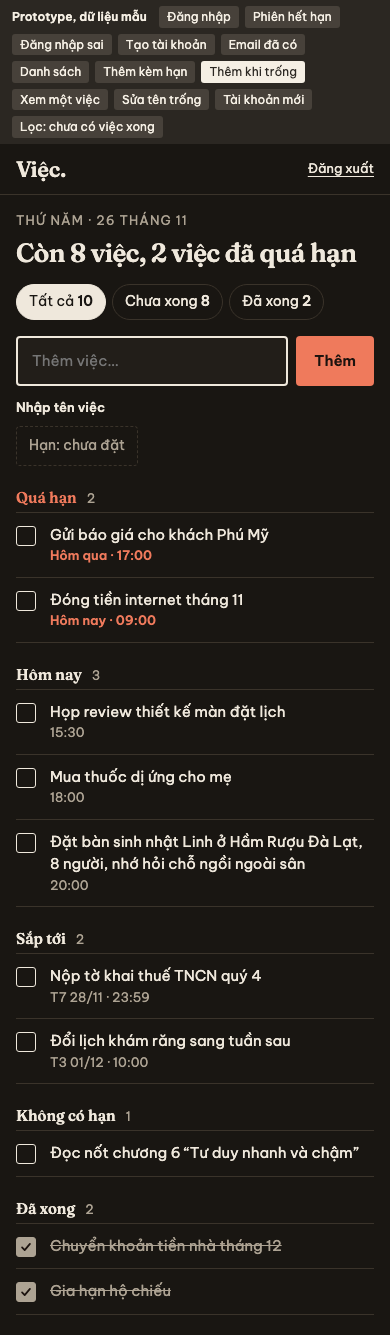 Prototype, dữ liệu mẫu Đăng nhập Phiên hết hạn
Đăng nhập sai Tạo tài khoản Email đã có
Danh sách Thêm kèm hạn Thêm khi trống
Xem một việc Sửa tên trống Tài khoản mới
Lọc: chưa có việc xong
Việc. Đăng xuất
THỨ NĂM · 26 THÁNG 11
Còn 8 việc, 2 việc đã quá hạn
Tất cả 10 Chưa xong 8 Đã xong 2
Thêm việc... Thêm
Nhập tên việc
Hạn: chưa đặt
Quá hạn 2
Gửi báo giá cho khách Phú Mỹ
Hôm qua · 17:00
Đóng tiền internet tháng 11
Hôm nay · 09:00
Hôm nay 3
Họp review thiết kế màn đặt lịch
15:30
Mua thuốc dị ứng cho mẹ
18:00
Đặt bàn sinh nhật Linh ở Hầm Rượu Đà Lạt,
8 người, nhớ hỏi chỗ ngồi ngoài sân
20:00
Sắp tới 2
Nộp tờ khai thuế TNCN quý 4
T7 28/11 · 23:59
Đổi lịch khám răng sang tuần sau
T3 01/12 · 10:00
Không có hạn 1
Đọc nốt chương 6 “Tư duy nhanh và chậm”
Đã xong 2
Chuyển khoản tiền nhà tháng 12
Gia hạn hộ chiếu